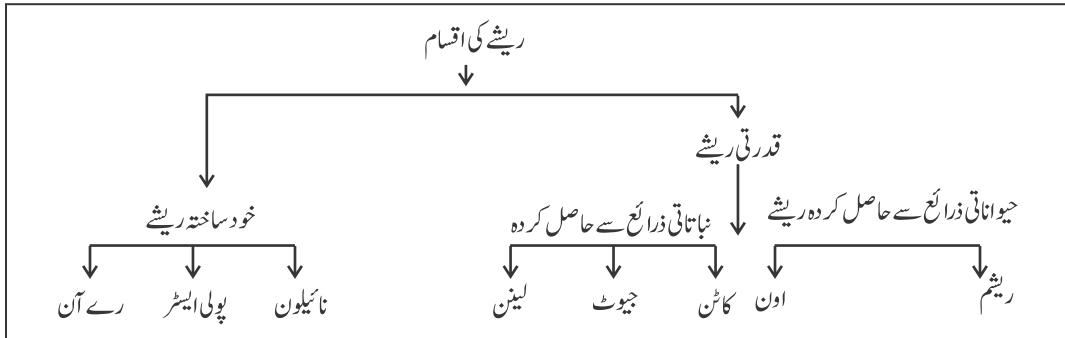 ریشے کی اقسام
قدرتی ریشے
حیواناتی ذرائع سے حاصل کردہ ریشے
نباتاتی ذرائع سے حاصل کردہ
خود ساختہ ریشے
ریشم
اون
کاٹن
جیوٹ
لینن
نائیلون
پولی ایسٹر
رے آن